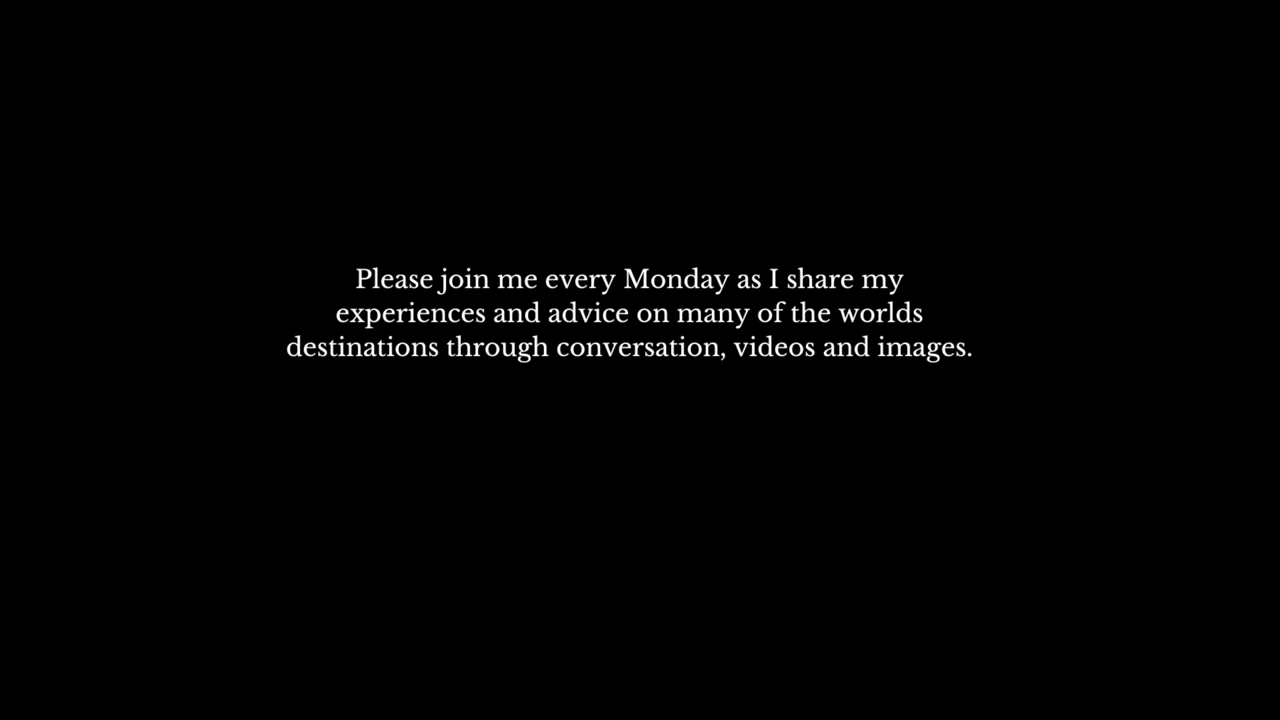 Please join me every Monday as I share my
experiences and advice on many of the worlds
destinations through conversation, videos and images.